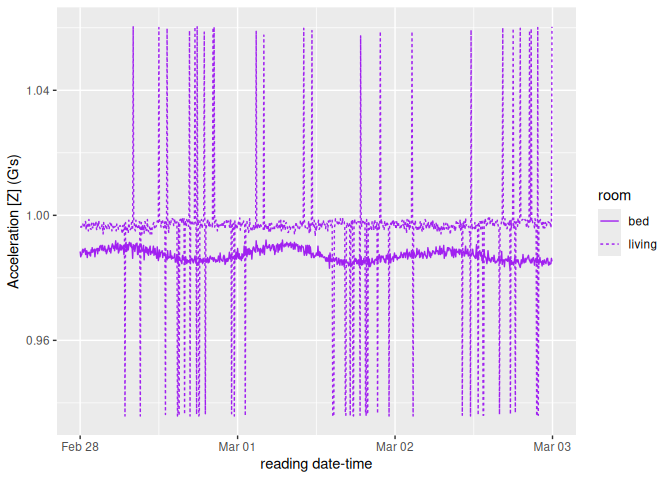 1.04
1.00
0.96
Acceleration [Z] (G's)
Feb 28
Mar 01
Mar 02
Mar 03
reading date-time
room
bed
living